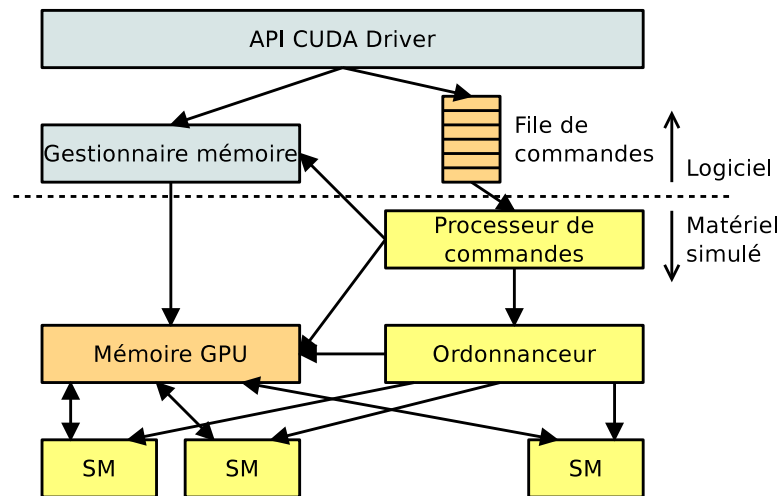 API CUDA Driver
Gestionnaire mémoire
File de
commandes
Logiciel
Processeur de
commandes
Matériel
simulé
Mémoire GPU
Ordonnanceur
SM
SM
SM